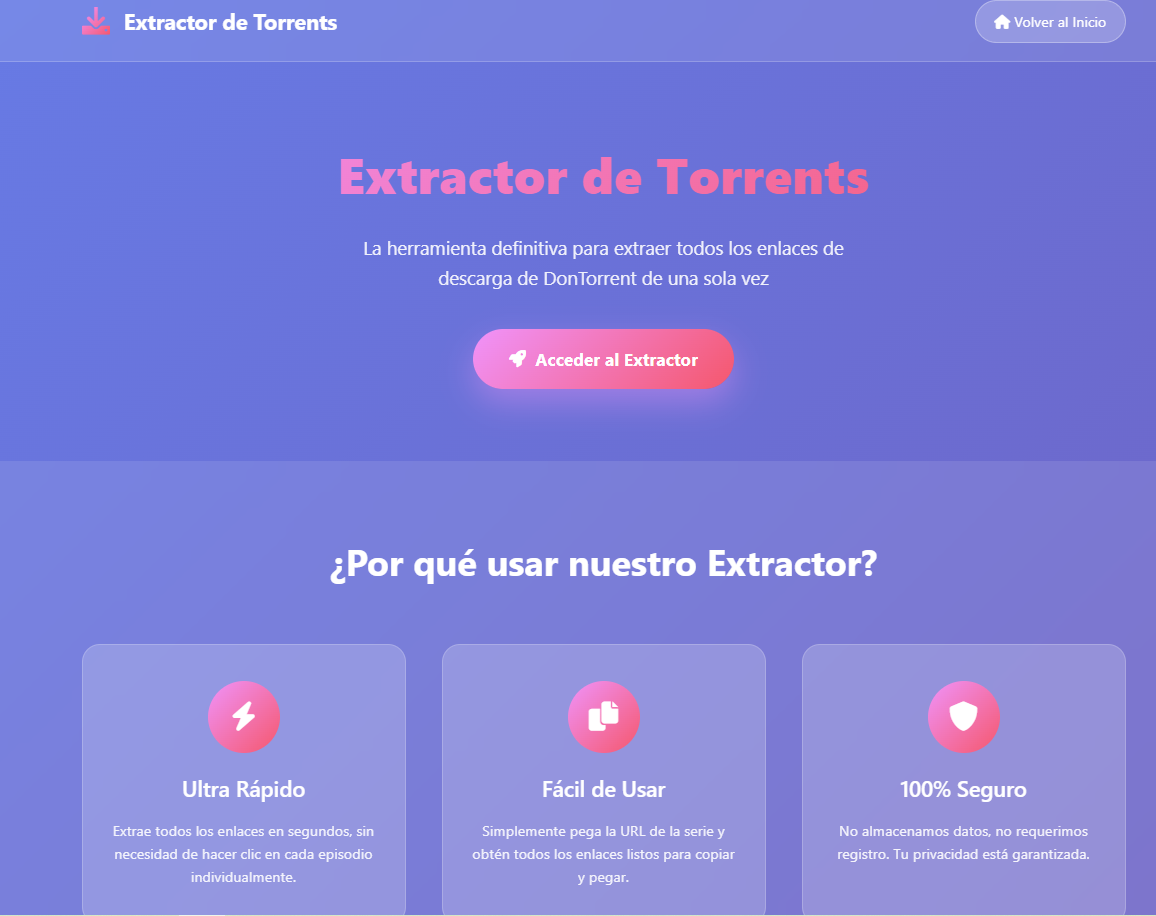 Extractor de Torrents
Volver al Inicio
Extractor de Torrents
La herramienta definitiva para extraer todos los enlaces de
descarga de DonTorrent de una sola vez
Acceder al Extractor
¿Por qué usar nuestro Extractor?
Ultra Rápido
Extrae todos los enlaces en segundos, sin
necesidad de hacer clic en cada episodio
individualmente.
Fácil de Usar
Simplemente pega la URL de la serie y
obtén todos los enlaces listos para copiar
y pegar.
100% Seguro
No almacenamos datos, no requerimos
registro. Tu privacidad está garantizada.